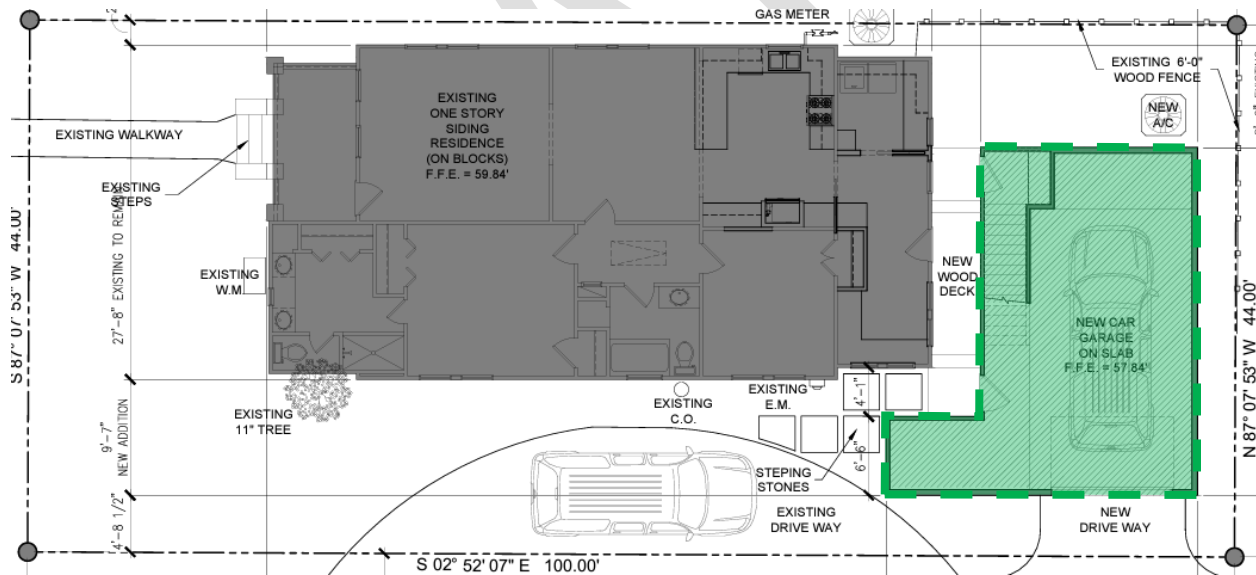 GAS METER
EXISTING 6'-0"
WOOD FENCE
NEW
A/C
EXISTING
ONE STORY
SIDING
RESIDENCE
(ON BLOCKS)
F.F.E. = 59.84'
EXISTING WALKWAY
EXISTING
STEPS
27'-8" EXISTING TO REMAIN
S 87° 07' 53" W 44.00'
EXISTING
W.M.
NEW
WOOD
DECK
NEW CAR
GARAGE
ON SLAB
F.F.E. = 57.84'
N 87° 07' 53" W 44.00'
EXISTING
11" TREE
EXISTING
C.O.
EXISTING
E.M.
4'-1"
9'-7"
NEW ADDITION
6'-6"
STEPING
STONES
EXISTING
DRIVE WAY
NEW
DRIVE WAY
4'-8 1/2"
S 02° 52' 07" E 100.00'